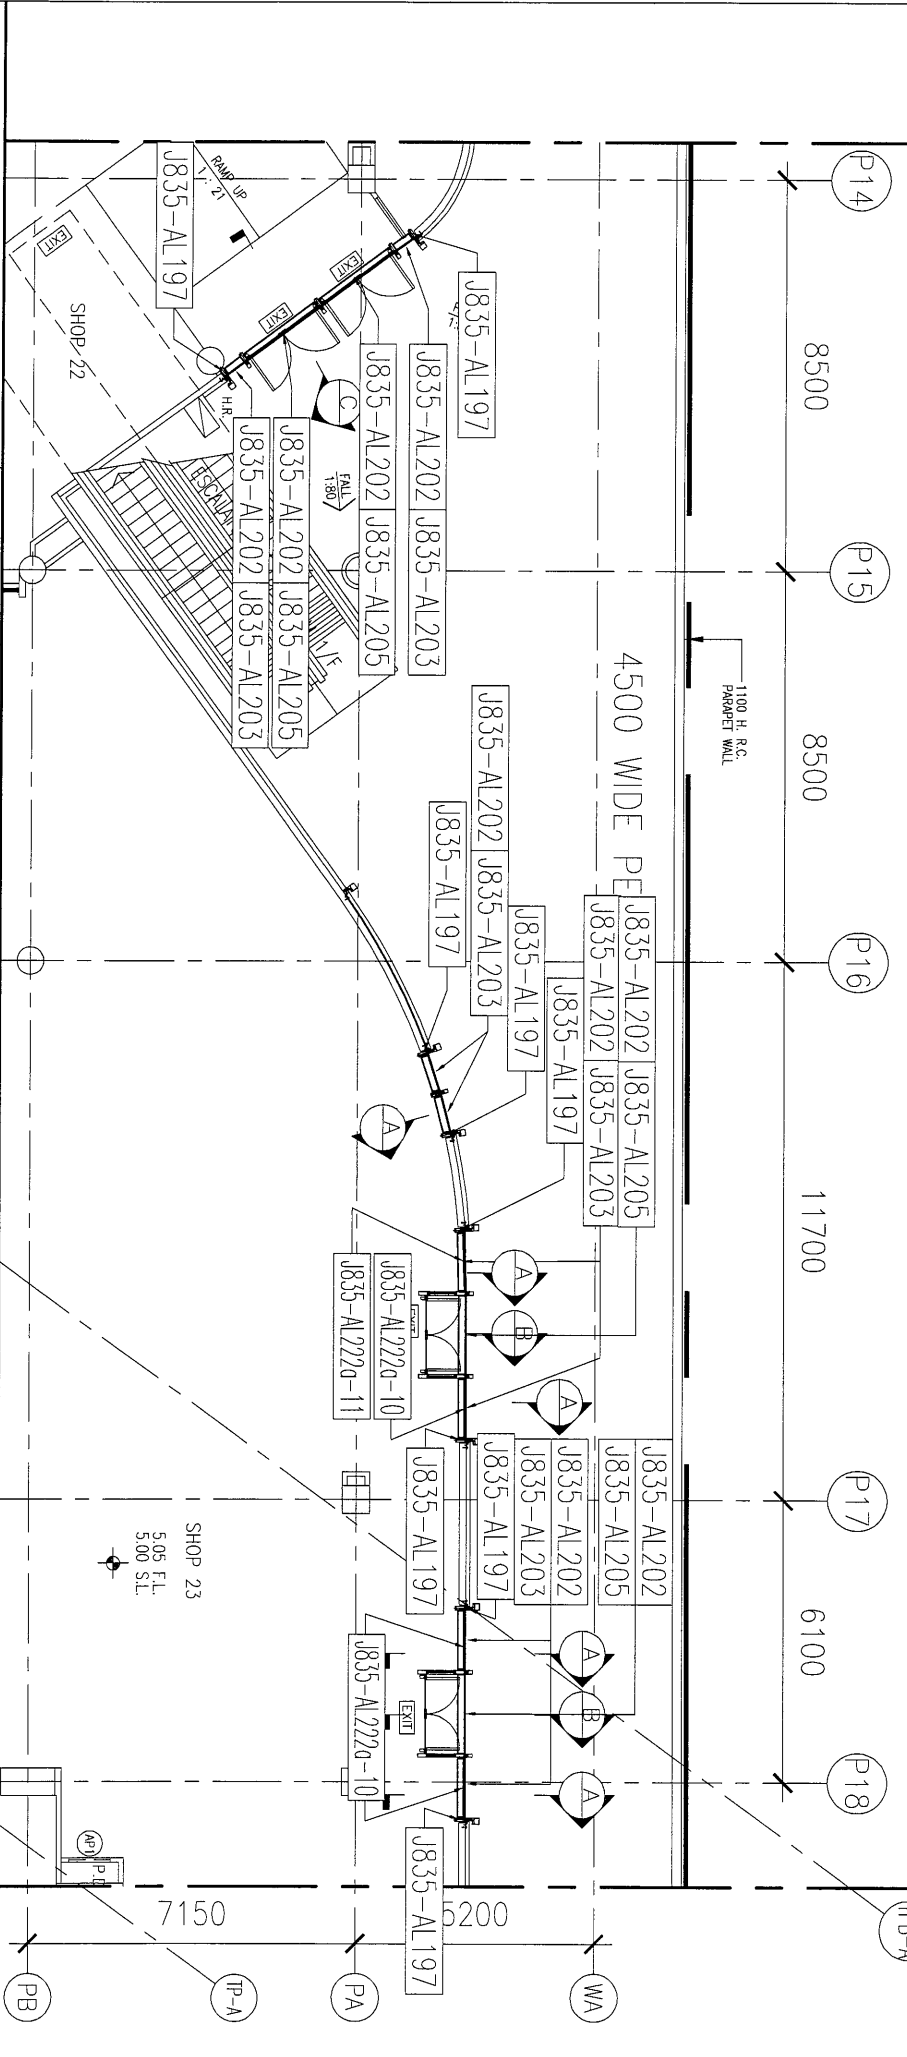 P14
P15
P16
P17
P18
8500
8500
11700
6100
1100 H. R.C.
PARAPET WALL
4500 WIDE PE
RAMP UP
1 : 21
J835-AL197
EXIT
SHOP 22
EXIT
EXIT
H.R.
C
FALL
1:80
J835-AL197
J835-AL202 J835-AL203
J835-AL202 J835-AL205
J835-AL202 J835-AL205
J835-AL202 J835-AL203
1/F
J835-AL202 J835-AL203
J835-AL197
J835-AL197
J835-AL197
J835-AL202 J835-AL205
J835-AL202 J835-AL203
A
A
B
A
EXIT
J835-AL222a-10
J835-AL222a-11
J835-AL202
J835-AL205
J835-AL202
J835-AL203
J835-AL197
J835-AL197
SHOP 23
5.05 F.L.
5.00 S.L.
A
B
A
EXIT
J835-AL222a-10
J835-AL197
AP1
7150
5200
PB
TP-A
PA
WA